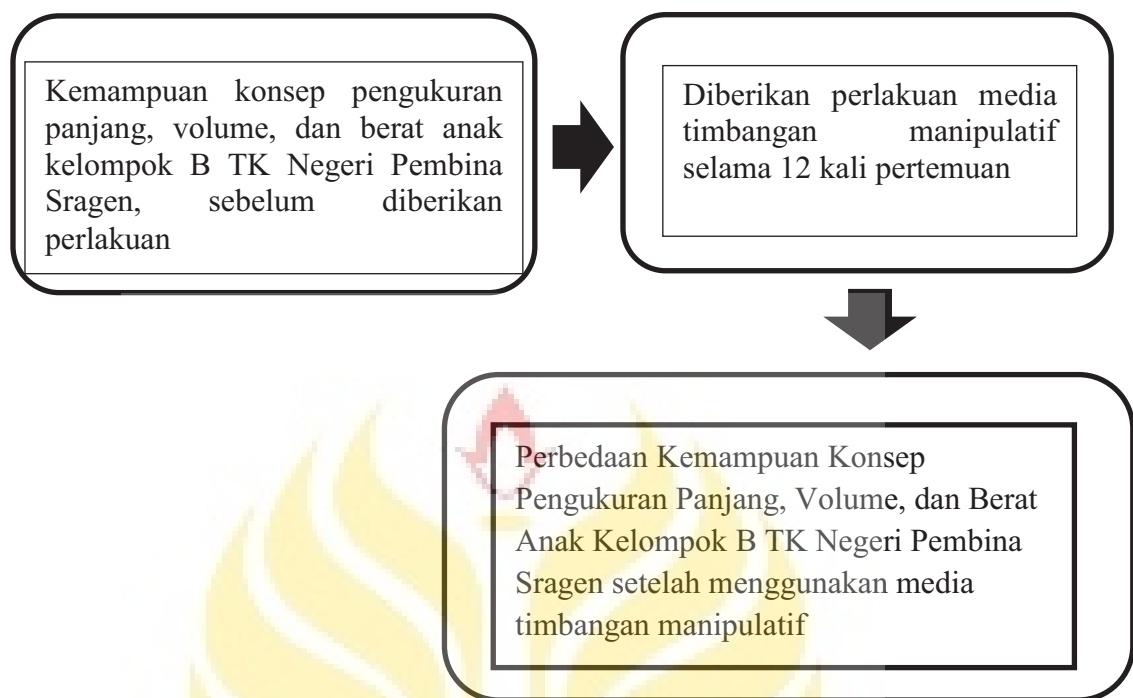 Kemampuan konsep pengukuran
panjang, volume, dan berat anak
kelompok B TK Negeri Pembina
Sragen, sebelum diberikan
perlakuan
Diberikan perlakuan media
timbangan manipulatif
selama 12 kali pertemuan
Perbedaan Kemampuan Konsep
Pengukuran Panjang, Volume, dan Berat
Anak Kelompok B TK Negeri Pembina
Sragen setelah menggunakan media
timbangan manipulatif